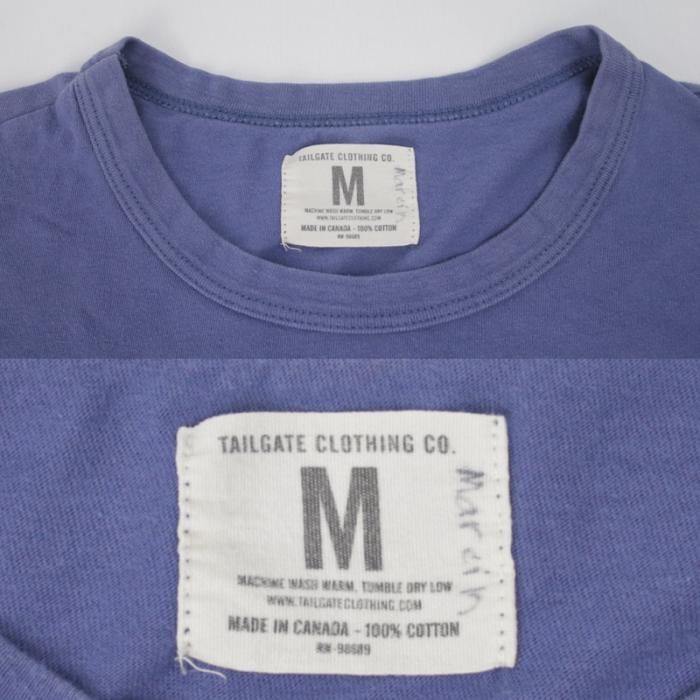 TAILGATE CLOTHING CO.
M
MACHINE WASH WARM, TUMBLE DRY LOW
WWW.TAILGATECLOTHING.COM
MADE IN CANADA - 100% COTTON
RN-98689
TAILGATE CLOTHING CO.
M
MACHINE WASH WARM, TUMBLE DRY LOW
WWW.TAILGATECLOTHING.COM
MADE IN CANADA - 100% COTTON
RN-98689